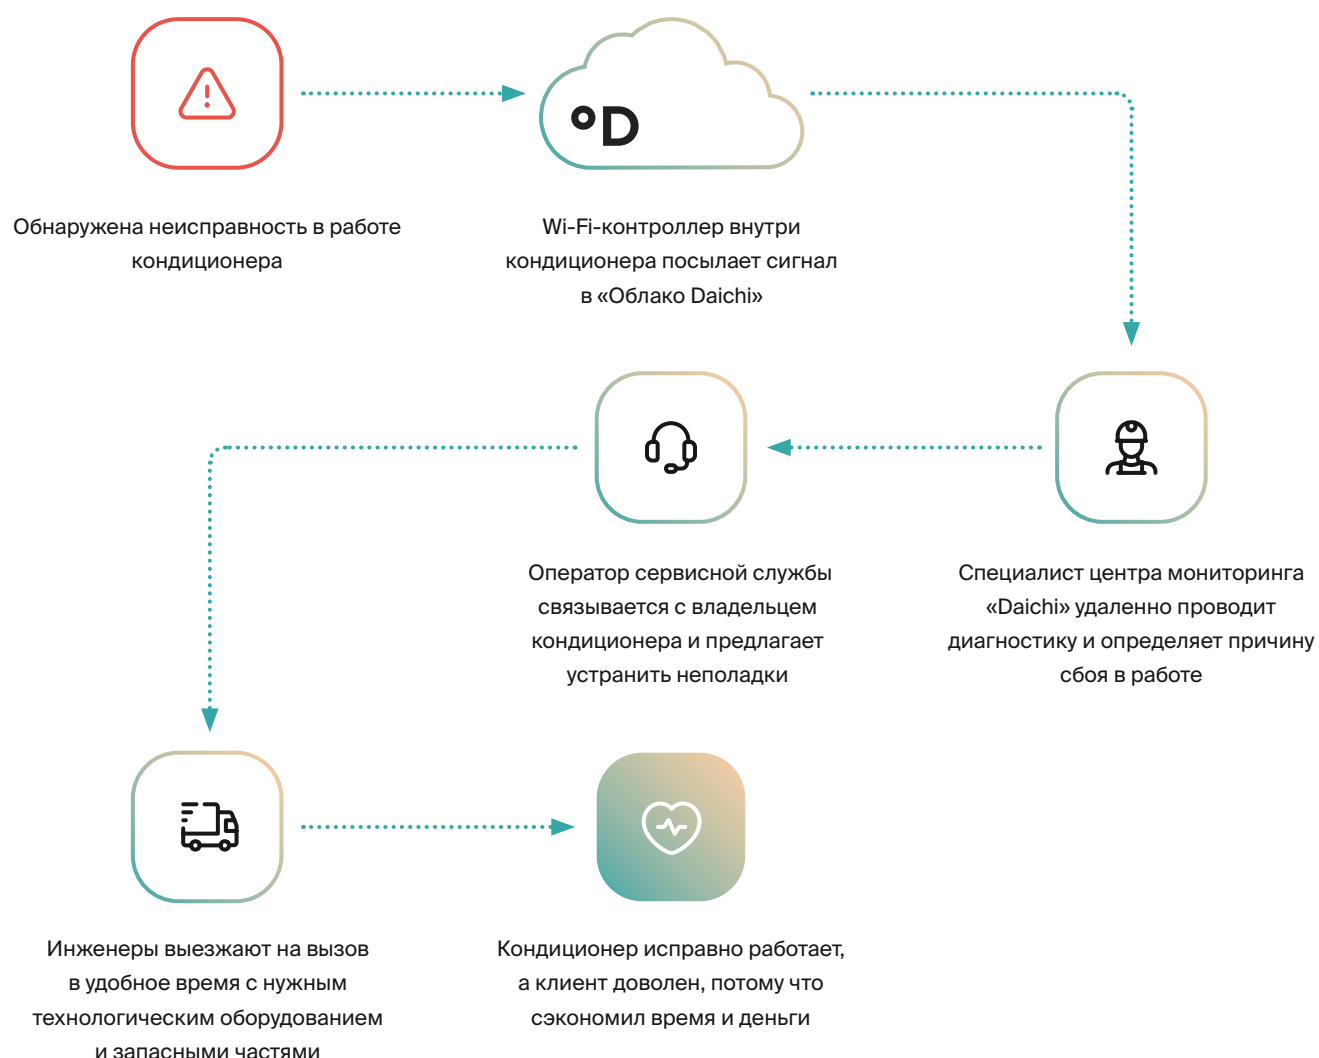 °D
Обнаружена неисправность в работе
кондиционера
Wi-Fi-контроллер внутри
кондиционера посылает сигнал
в «Облако Daichi»
Специалист центра мониторинга
«Daichi» удаленно проводит
диагностику и определяет причину
сбоя в работе
Оператор сервисной службы
связывается с владельцем
кондиционера и предлагает
устранить неполадки
Инженеры выезжают на вызов
в удобное время с нужным
технологическим оборудованием
и запасными частями
Кондиционер исправно работает,
а клиент доволен, потому что
сэкономил время и деньги